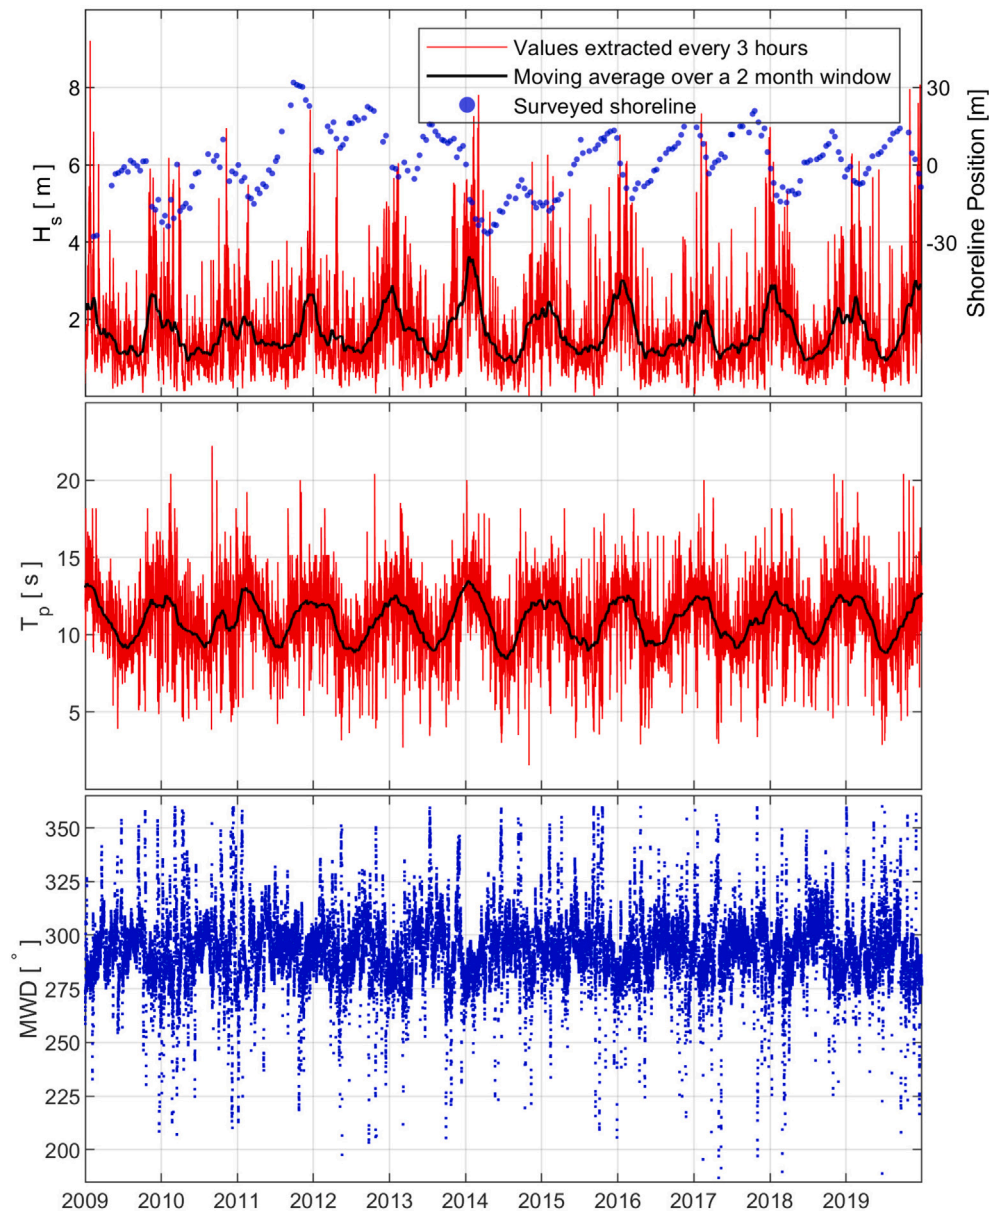 Values extracted every 3 hours
Moving average over a 2 month window
Surveyed shoreline
8
6
4
2
H_s [ m ]
30
0
-30
Shoreline Position [m]
20
15
10
5
T_p [ s ]
350
325
300
275
250
225
200
MWD [ ° ]
2009 2010 2011 2012 2013 2014 2015 2016 2017 2018 2019